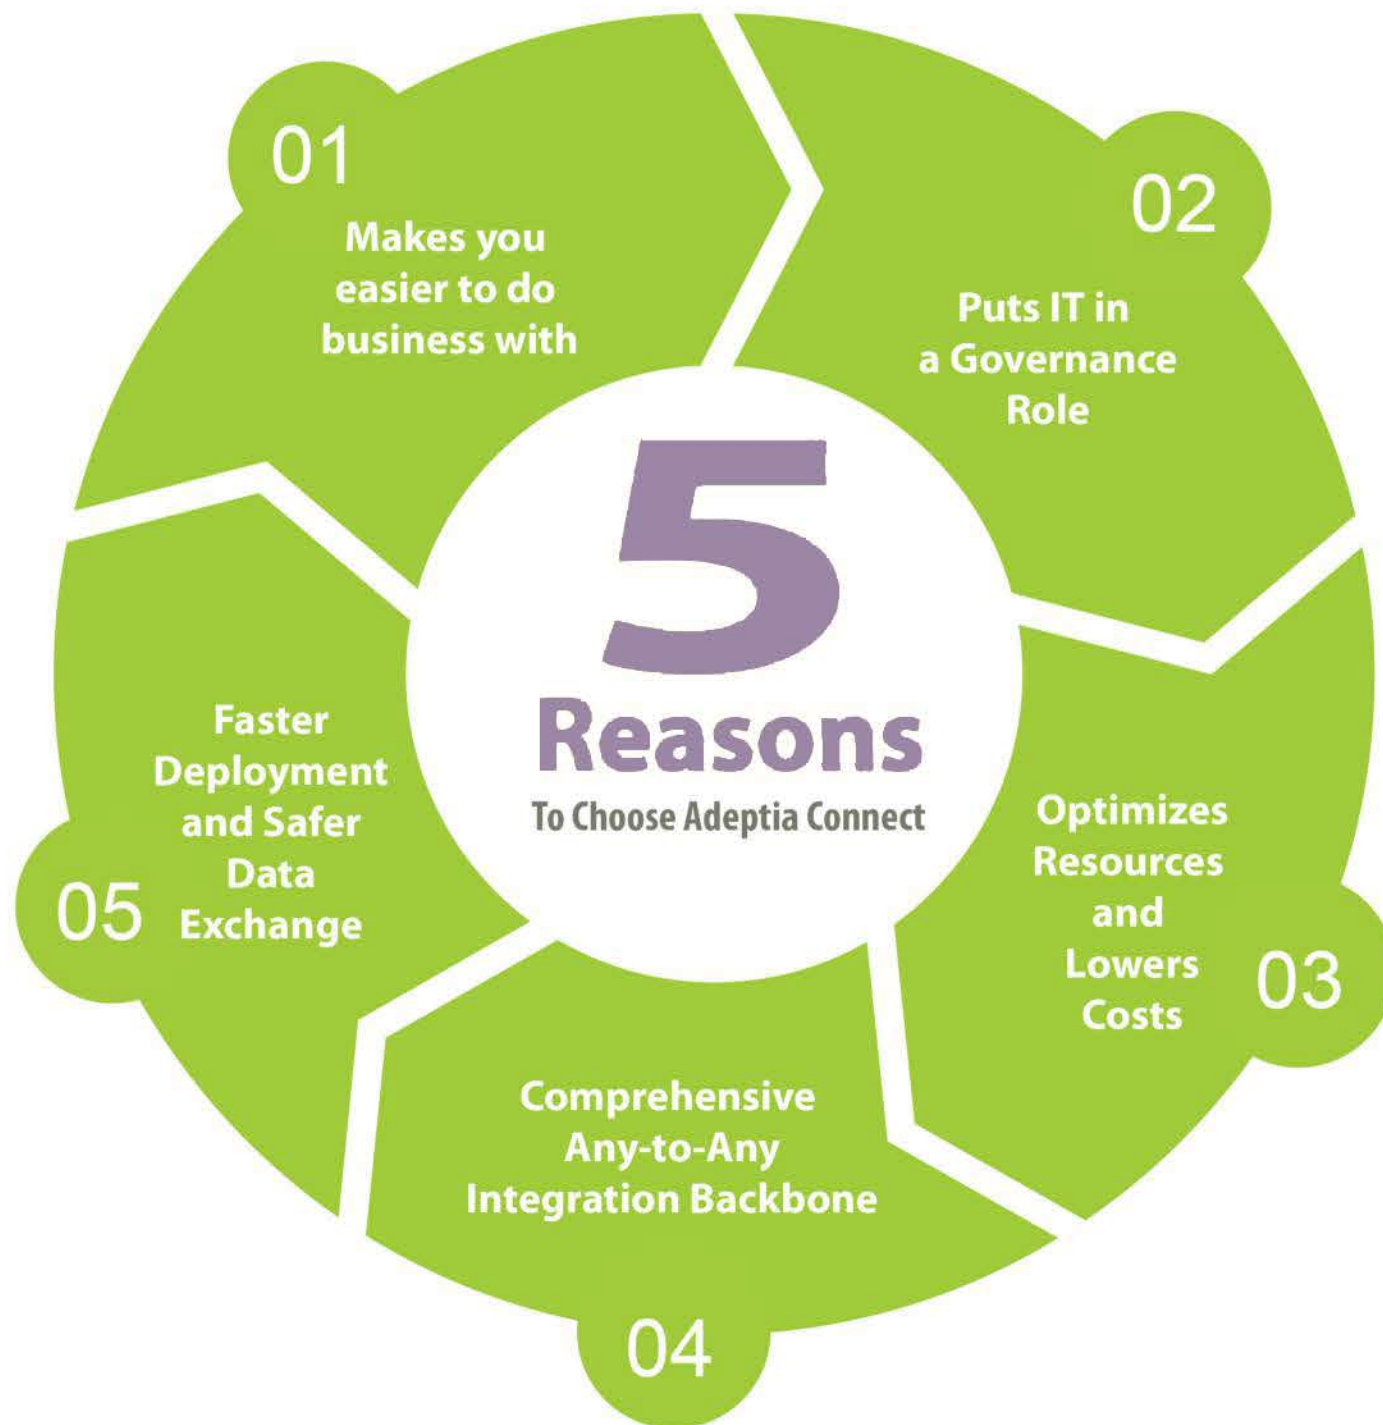 01
Makes you
easier to do
business with
02
Puts IT in
a Governance
Role
5
Reasons
To Choose Adeptia Connect
Optimizes
Resources
and
Lowers
Costs
03
Comprehensive
Any-to-Any
Integration Backbone
04
Faster
Deployment
and Safer
Data
Exchange
05